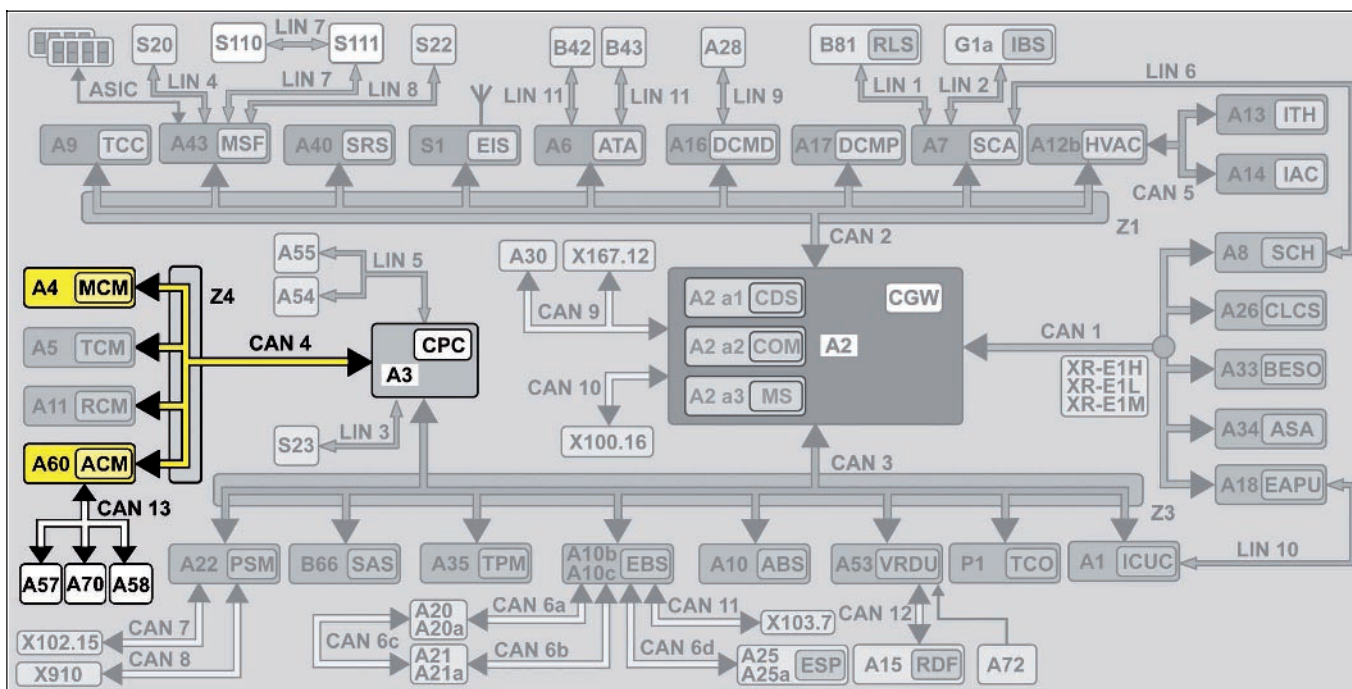 LIN 7
S20
S110
S111
S22
B42
B43
A28
B81 RLS
G1a IBS
LIN 6
ASIC
LIN 4
LIN 7
LIN 8
LIN 11
LIN 11
LIN 9
LIN 1
LIN 2
A9 TCC
A43 MSF
A40 SRS
S1 EIS
A6 ATA
A16 DCMD
A17 DCMP
A7 SCA
A12b HVAC
A13 ITH
A14 IAC
CAN 5
Z1
CAN 2
A55
LIN 5
A54
A30
X167.12
CAN 9
A8 SCH
A4 MCM
Z4
A2 a1 CDS
CGW
A26 CLCS
A5 TCM
CAN 4
CPC
A3
A2 a2 COM
A2
CAN 1
XR-E1H
XR-E1L
XR-E1M
A33 BESO
A11 RCM
CAN 10
A2 a3 MS
A34 ASA
A60 ACM
S23
LIN 3
X100.16
CAN 3
A18 EAPU
CAN 13
Z3
A57
A70
A58
A22 PSM
B66 SAS
A35 TPM
A10b
A10c
EBS
A10 ABS
A53 VRDU
P1 TCO
A1 ICUC
LIN 10
CAN 7
X102.15
CAN 8
X910
CAN 6a
A20
A20a
CAN 6c
A21
A21a
CAN 6b
CAN 11
X103.7
CAN 6d
A25
A25a
ESP
CAN 12
A15 RDF
A72